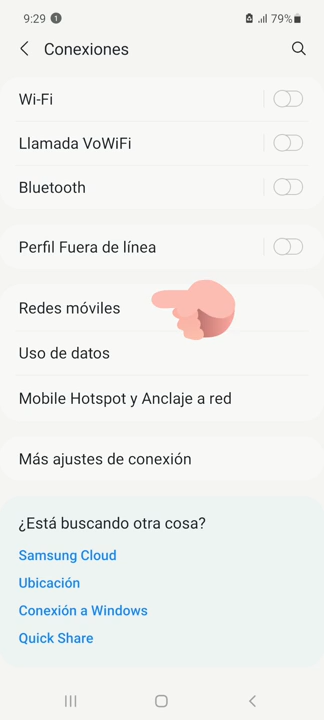 9:29 1 79%
Conexiones
Wi-Fi
Llamada VoWiFi
Bluetooth
Perfil Fuera de línea
Redes móviles
Uso de datos
Mobile Hotspot y Anclaje a red
Más ajustes de conexión
¿Está buscando otra cosa?
Samsung Cloud
Ubicación
Conexión a Windows
Quick Share